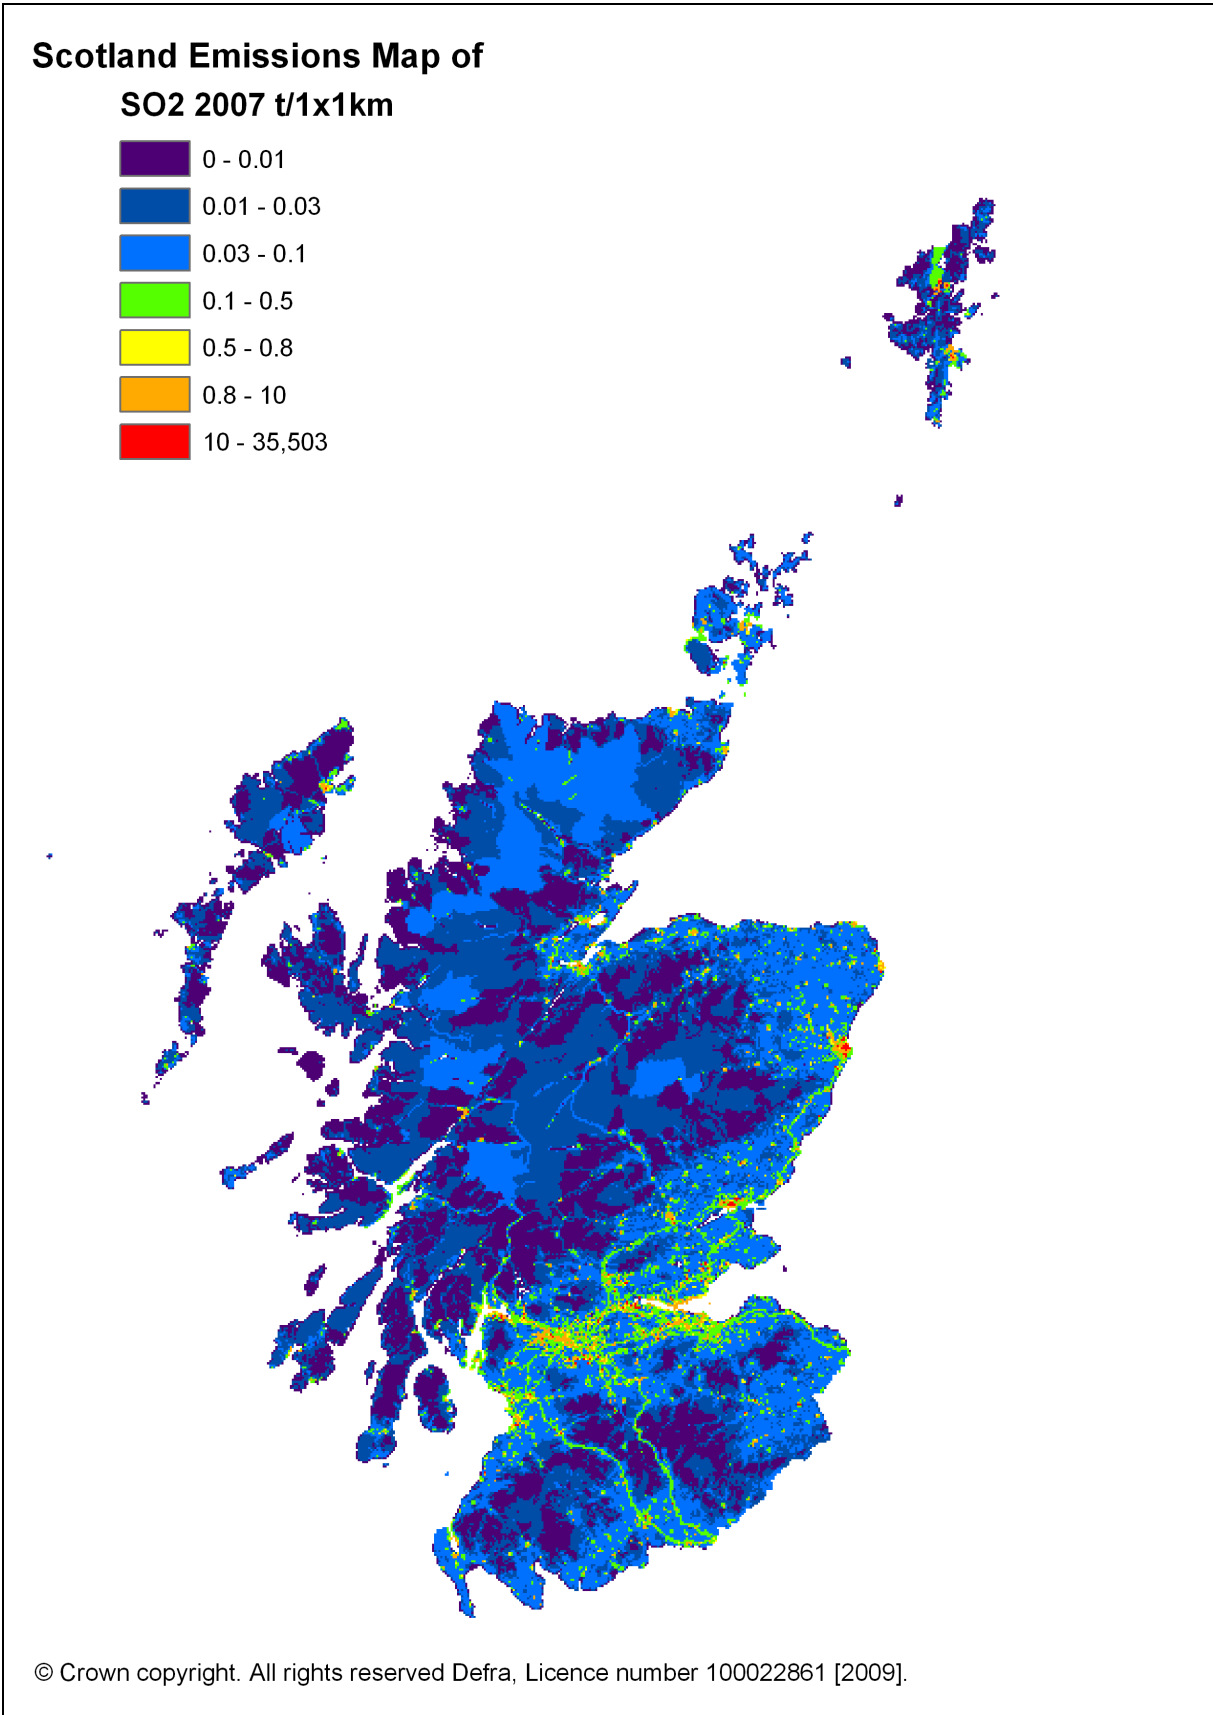 Scotland Emissions Map of
SO2 2007 t/1x1km
0 - 0.01
0.01 - 0.03
0.03 - 0.1
0.1 - 0.5
0.5 - 0.8
0.8 - 10
10 - 35,503
© Crown copyright. All rights reserved Defra, Licence number 100022861 [2009].